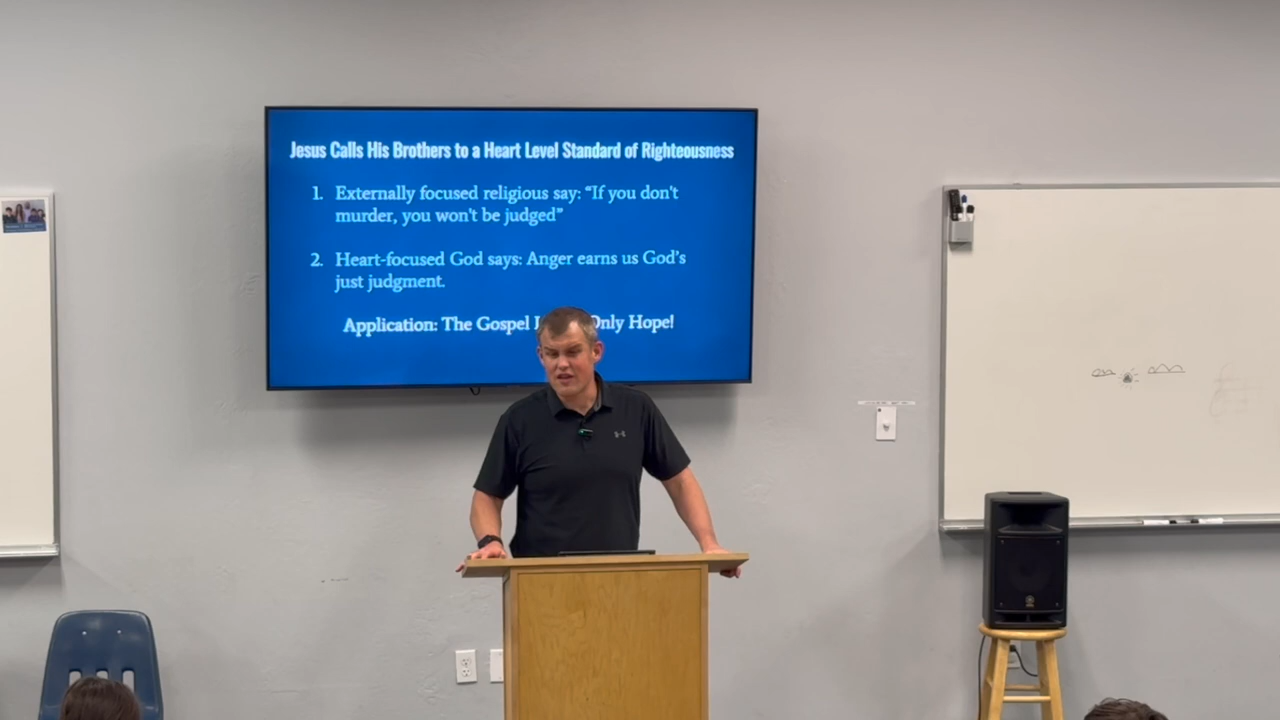 Jesus Calls His Brothers to a Heart Level Standard of Righteousness
1. Externally focused religious say: “If you don't
murder, you won't be judged”
2. Heart-focused God says: Anger earns us God's
just judgment.
Application: The Gospel Only Hope!